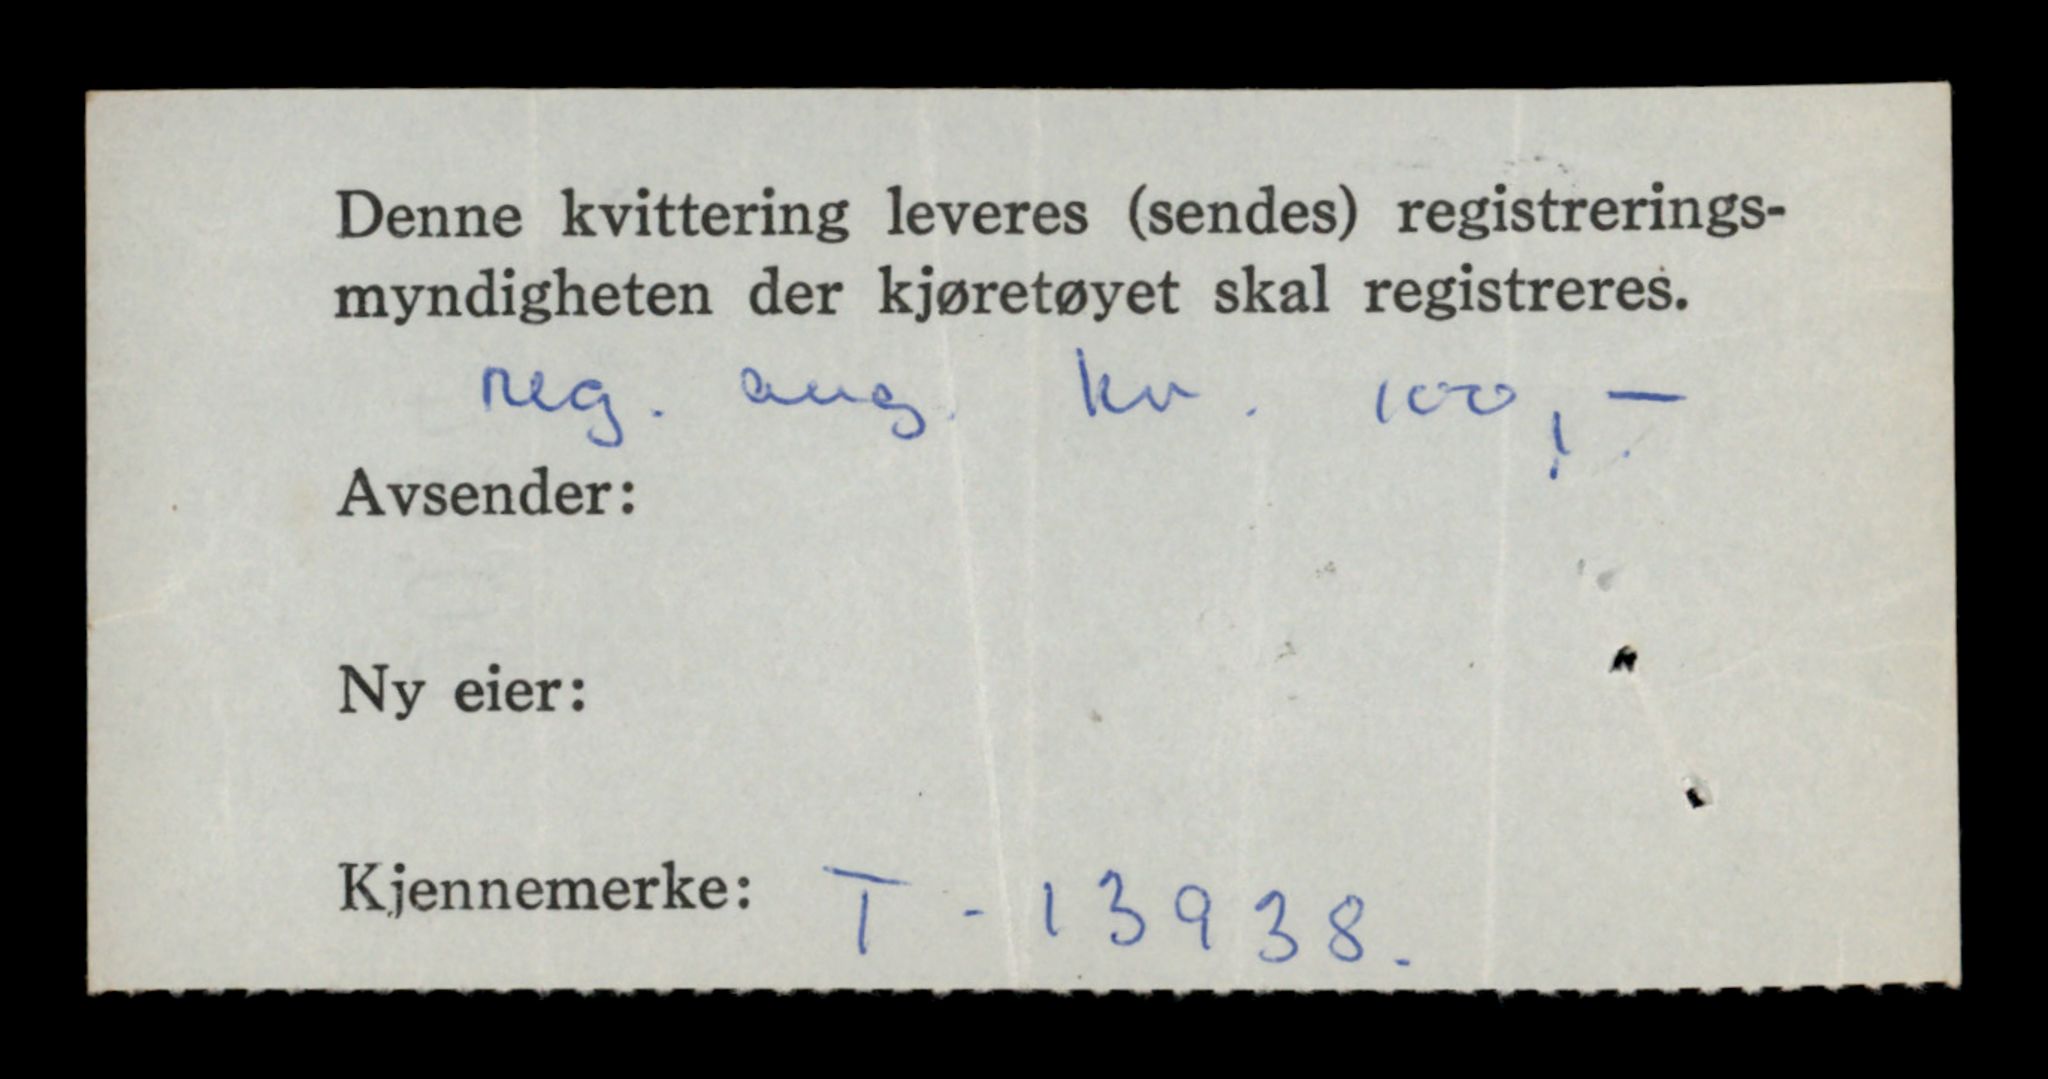 Denne kvittering leveres (sendes) registrerings-
myndigheten der kjøretøyet skal registreres.
reg. avg. kr. 100,-
Avsender:
Ny eier:
Kjennemerke: T - 13938.